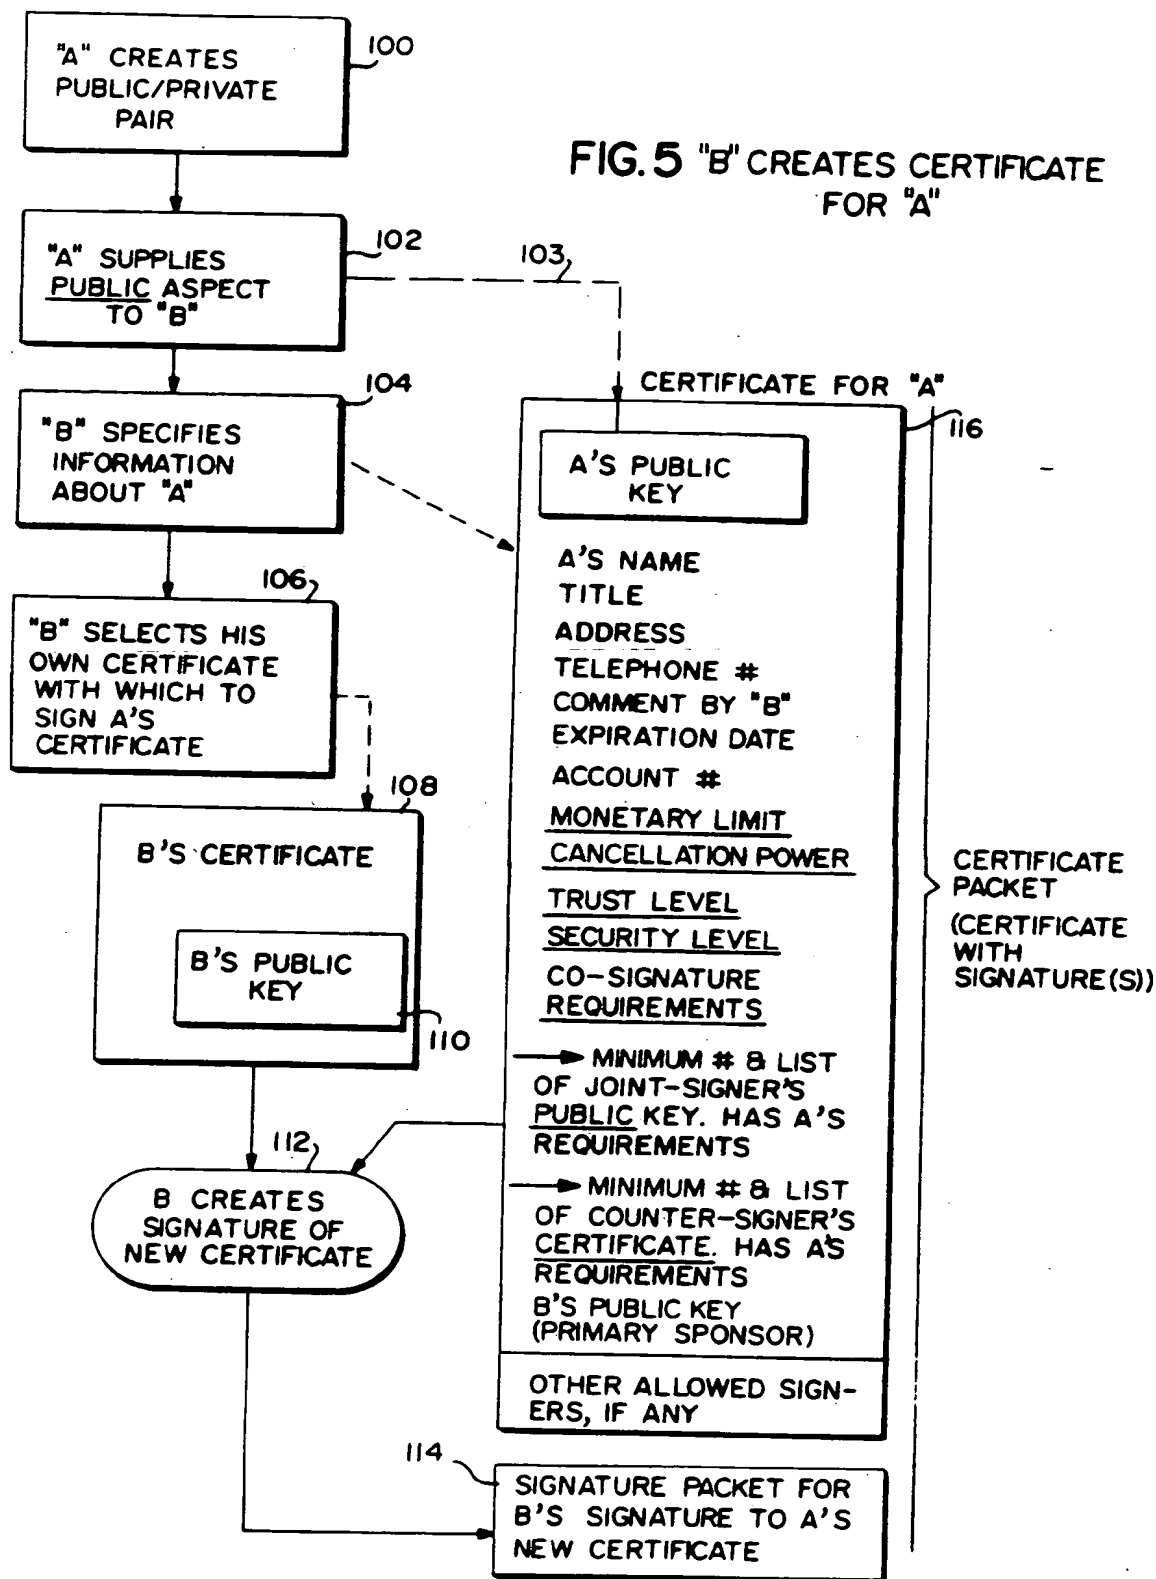 "A" CREATES
PUBLIC/PRIVATE
PAIR
100
FIG. 5 "B" CREATES CERTIFICATE
FOR "A"
"A" SUPPLIES
PUBLIC ASPECT
TO "B"
102
103
104
"B" SPECIFIES
INFORMATION
ABOUT "A"
106
"B" SELECTS HIS
OWN CERTIFICATE
WITH WHICH TO
SIGN A'S
CERTIFICATE
108
B'S CERTIFICATE
B'S PUBLIC
KEY
110
112
B CREATES
SIGNATURE OF
NEW CERTIFICATE
CERTIFICATE FOR "A"
116
A'S PUBLIC
KEY
A'S NAME
TITLE
ADDRESS
TELEPHONE #
COMMENT BY "B"
EXPIRATION DATE
ACCOUNT #
MONETARY LIMIT
CANCELLATION POWER
TRUST LEVEL
SECURITY LEVEL
CO-SIGNATURE
REQUIREMENTS
MINIMUM # & LIST
OF JOINT-SIGNER'S
PUBLIC KEY. HAS A'S
REQUIREMENTS
MINIMUM # & LIST
OF COUNTER-SIGNER'S
CERTIFICATE. HAS A'S
REQUIREMENTS
B'S PUBLIC KEY
(PRIMARY SPONSOR)
OTHER ALLOWED SIGN-
ERS, IF ANY
CERTIFICATE
PACKET
(CERTIFICATE
WITH
SIGNATURE(S))
114
SIGNATURE PACKET FOR
B'S SIGNATURE TO A'S
NEW CERTIFICATE